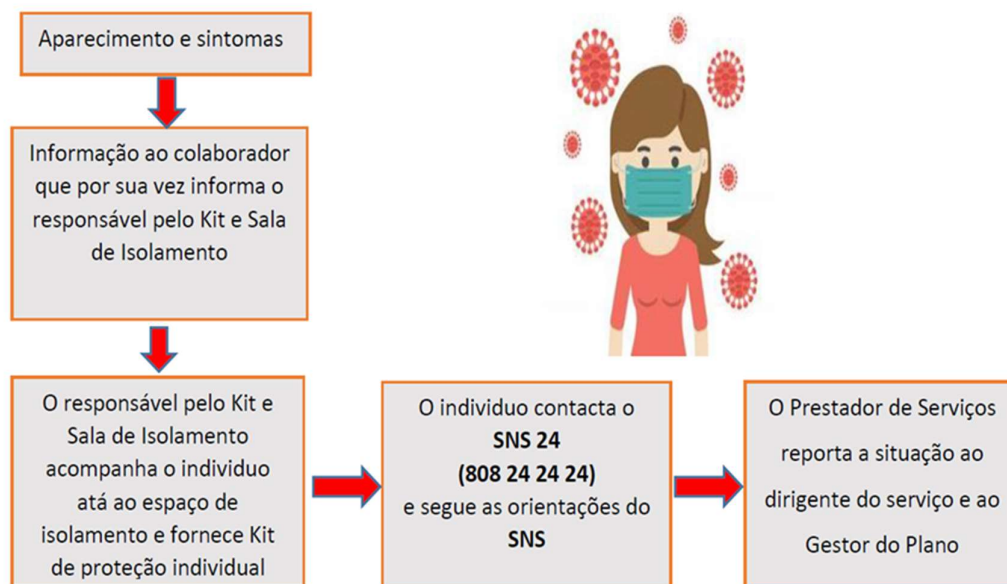 Aparecimento e sintomas
Informação ao colaborador
que por sua vez informa o
responsável pelo Kit e Sala
de Isolamento
O responsável pelo Kit e
Sala de Isolamento
acompanha o individuo
atá ao espaço de
isolamento e fornece Kit
de proteção individual
O individuo contacta o
SNS 24
(808 24 24 24)
e segue as orientações do
SNS
O Prestador de Serviços
reporta a situação ao
dirigente do serviço e ao
Gestor do Plano